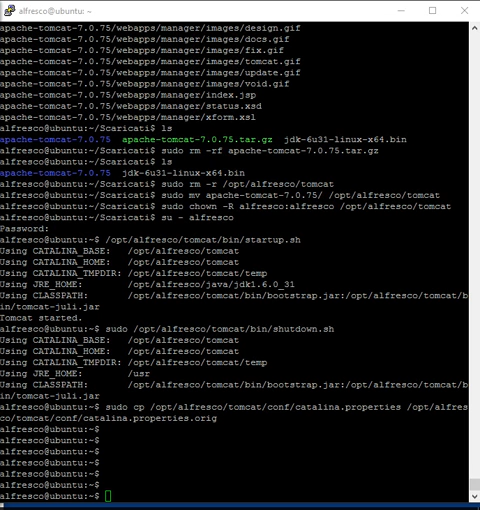 alfresco@ubuntu: ~
apache-tomcat-7.0.75/webapps/manager/images/design.gif
apache-tomcat-7.0.75/webapps/manager/images/docs.gif
apache-tomcat-7.0.75/webapps/manager/images/fix.gif
apache-tomcat-7.0.75/webapps/manager/images/tomcat.gif
apache-tomcat-7.0.75/webapps/manager/images/update.gif
apache-tomcat-7.0.75/webapps/manager/images/void.gif
apache-tomcat-7.0.75/webapps/manager/index.jsp
apache-tomcat-7.0.75/webapps/manager/status.xsd
apache-tomcat-7.0.75/webapps/manager/xform.xsl
alfresco@ubuntu:~/Scaricati$ ls
apache-tomcat-7.0.75  apache-tomcat-7.0.75.tar.gz  jdk-6u31-linux-x64.bin
alfresco@ubuntu:~/Scaricati$ sudo rm -rf apache-tomcat-7.0.75.tar.gz
alfresco@ubuntu:~/Scaricati$ ls
apache-tomcat-7.0.75  jdk-6u31-linux-x64.bin
alfresco@ubuntu:~/Scaricati$ sudo rm -r /opt/alfresco/tomcat
alfresco@ubuntu:~/Scaricati$ sudo mv apache-tomcat-7.0.75/ /opt/alfresco/tomcat
alfresco@ubuntu:~/Scaricati$ sudo chown -R alfresco:alfresco /opt/alfresco/tomcat
alfresco@ubuntu:~/Scaricati$ su - alfresco
Password:
alfresco@ubuntu:~$ /opt/alfresco/tomcat/bin/startup.sh
Using CATALINA_BASE:   /opt/alfresco/tomcat
Using CATALINA_HOME:   /opt/alfresco/tomcat
Using CATALINA_TMPDIR: /opt/alfresco/tomcat/temp
Using JRE_HOME:        /opt/alfresco/java/jdk1.6.0_31
Using CLASSPATH:       /opt/alfresco/tomcat/bin/bootstrap.jar:/opt/alfresco/tomcat/b
in/tomcat-juli.jar
Tomcat started.
alfresco@ubuntu:~$ sudo /opt/alfresco/tomcat/bin/shutdown.sh
Using CATALINA_BASE:   /opt/alfresco/tomcat
Using CATALINA_HOME:   /opt/alfresco/tomcat
Using CATALINA_TMPDIR: /opt/alfresco/tomcat/temp
Using JRE_HOME:        /usr
Using CLASSPATH:       /opt/alfresco/tomcat/bin/bootstrap.jar:/opt/alfresco/tomcat/b
in/tomcat-juli.jar
alfresco@ubuntu:~$ sudo cp /opt/alfresco/tomcat/conf/catalina.properties /opt/alfres
co/tomcat/conf/catalina.properties.orig
alfresco@ubuntu:~$
alfresco@ubuntu:~$
alfresco@ubuntu:~$
alfresco@ubuntu:~$
alfresco@ubuntu:~$
alfresco@ubuntu:~$
alfresco@ubuntu:~$